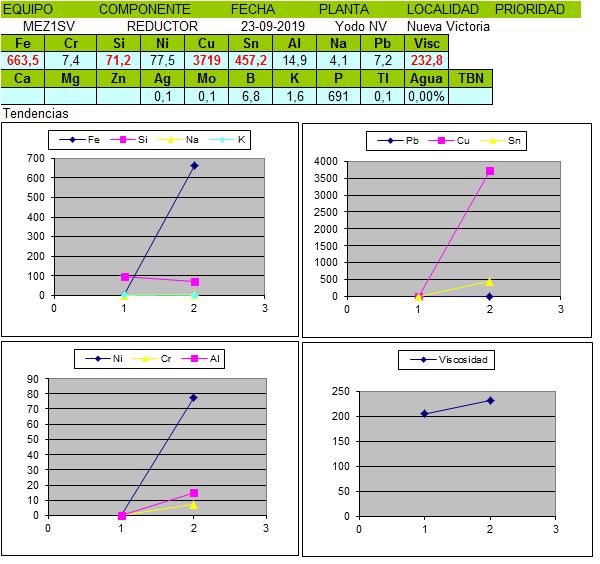 EQUIPO COMPONENTE FECHA PLANTA LOCALIDAD PRIORIDAD
MEZ1SV REDUCTOR 23-09-2019 Yodo NV Nueva Victoria
Fe Cr Si Ni Cu Sn Al Na Pb Visc
663,5 7,4 71,2 77,5 3719 457,2 14,9 4,1 7,2 232,8
Ca Mg Zn Ag Mo B K P TI Agua TBN
0,1 0,1 6,8 1,6 691 0,1 0,00%
Tendencias
Fe Si Na K
700
600
500
400
300
200
100
0
0 1 2 3
Pb Cu Sn
4000
3500
3000
2500
2000
1500
1000
500
0
0 1 2 3
Ni Cr Al
90
80
70
60
50
40
30
20
10
0
0 1 2 3
Viscosidad
250
200
150
100
50
0
0 1 2 3